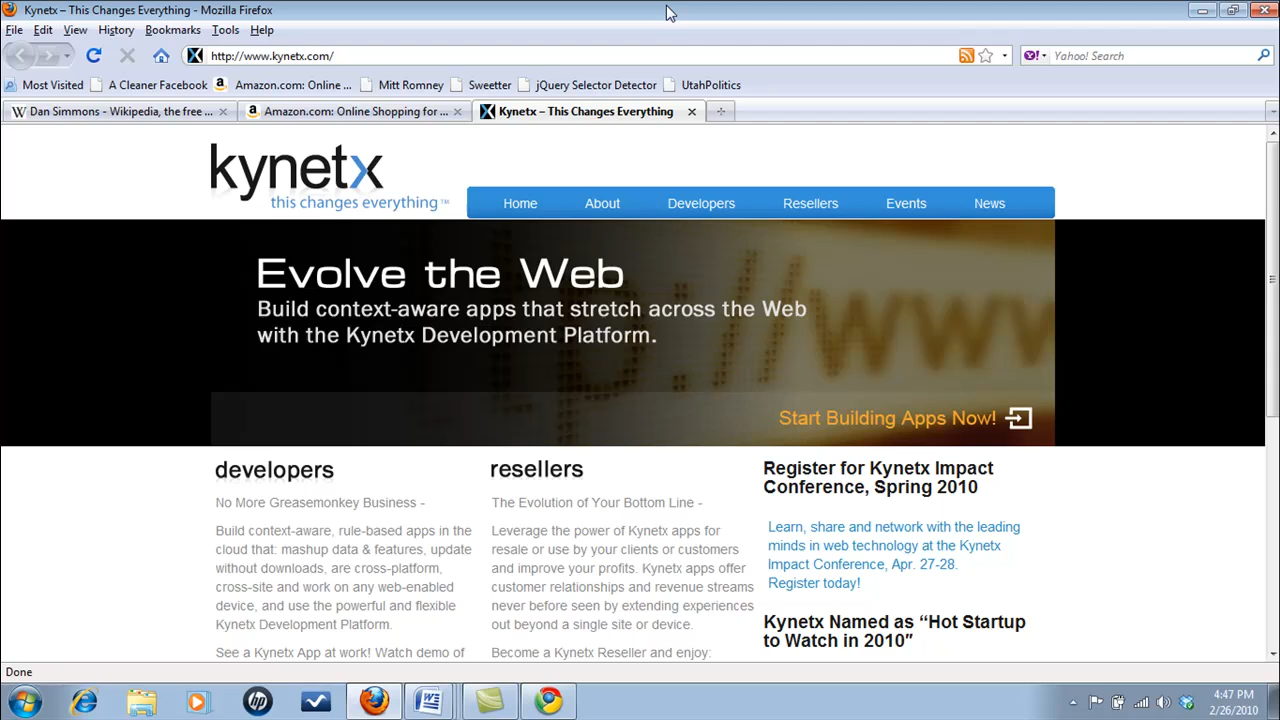 Kynetx – This Changes Everything - Mozilla Firefox
File Edit View History Bookmarks Tools Help
http://www.kynetx.com/
Yahoo! Search
Most Visited A Cleaner Facebook Amazon.com: Online ... Mitt Romney Sweetter jQuery Selector Detector UtahPolitics
Dan Simmons - Wikipedia, the free ... Amazon.com: Online Shopping for ... Kynetx – This Changes Everything
kynetx
this changes everything™
Home About Developers Resellers Events News
Evolve the Web
Build context-aware apps that stretch across the Web
with the Kynetx Development Platform.
Start Building Apps Now!
developers
No More Greasemonkey Business -
Build context-aware, rule-based apps in the
cloud that: mashup data & features, update
without downloads, are cross-platform,
cross-site and work on any web-enabled
device, and use the powerful and flexible
Kynetx Development Platform.
See a Kynetx App at work! Watch demo of
resellers
The Evolution of Your Bottom Line -
Leverage the power of Kynetx apps for
resale or use by your clients or customers
and improve your profits. Kynetx apps offer
customer relationships and revenue streams
never before seen by extending experiences
out beyond a single site or device.
Become a Kynetx Reseller and enjoy:
Register for Kynetx Impact
Conference, Spring 2010
Learn, share and network with the leading
minds in web technology at the Kynetx
Impact Conference, Apr. 27-28.
Register today!
Kynetx Named as “Hot Startup
to Watch in 2010”
Done
4:47 PM
2/26/2010